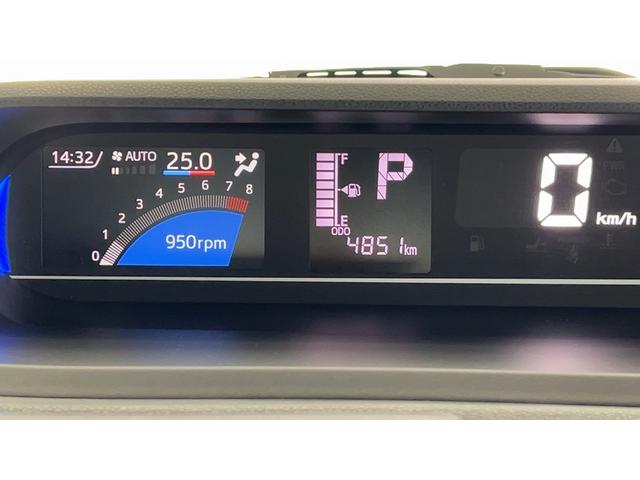 14:32/ AUTO 25.0
0 1 2 3 4 5 6 7 8
950rpm
F
P
E
ODO
4851km
0 km/h
PWR